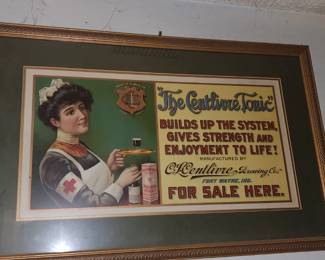 "The Centlivre Tonic"
BUILDS UP THE SYSTEM,
GIVES STRENGTH AND
ENJOYMENT TO LIFE!
MANUFACTURED BY
C.L. Centlivre Brewing Co.
FORT WAYNE, IND.
FOR SALE HERE.